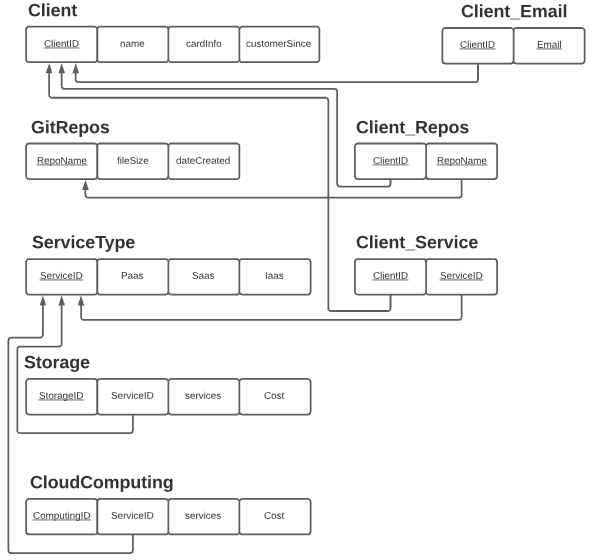 Client
ClientID name cardInfo customerSince
Client_Email
ClientID Email
GitRepos
RepoName fileSize dateCreated
Client_Repos
ClientID RepoName
ServiceType
ServiceID Paas Saas Iaas
Client_Service
ClientID ServiceID
Storage
StorageID ServiceID services Cost
CloudComputing
ComputingID ServiceID services Cost